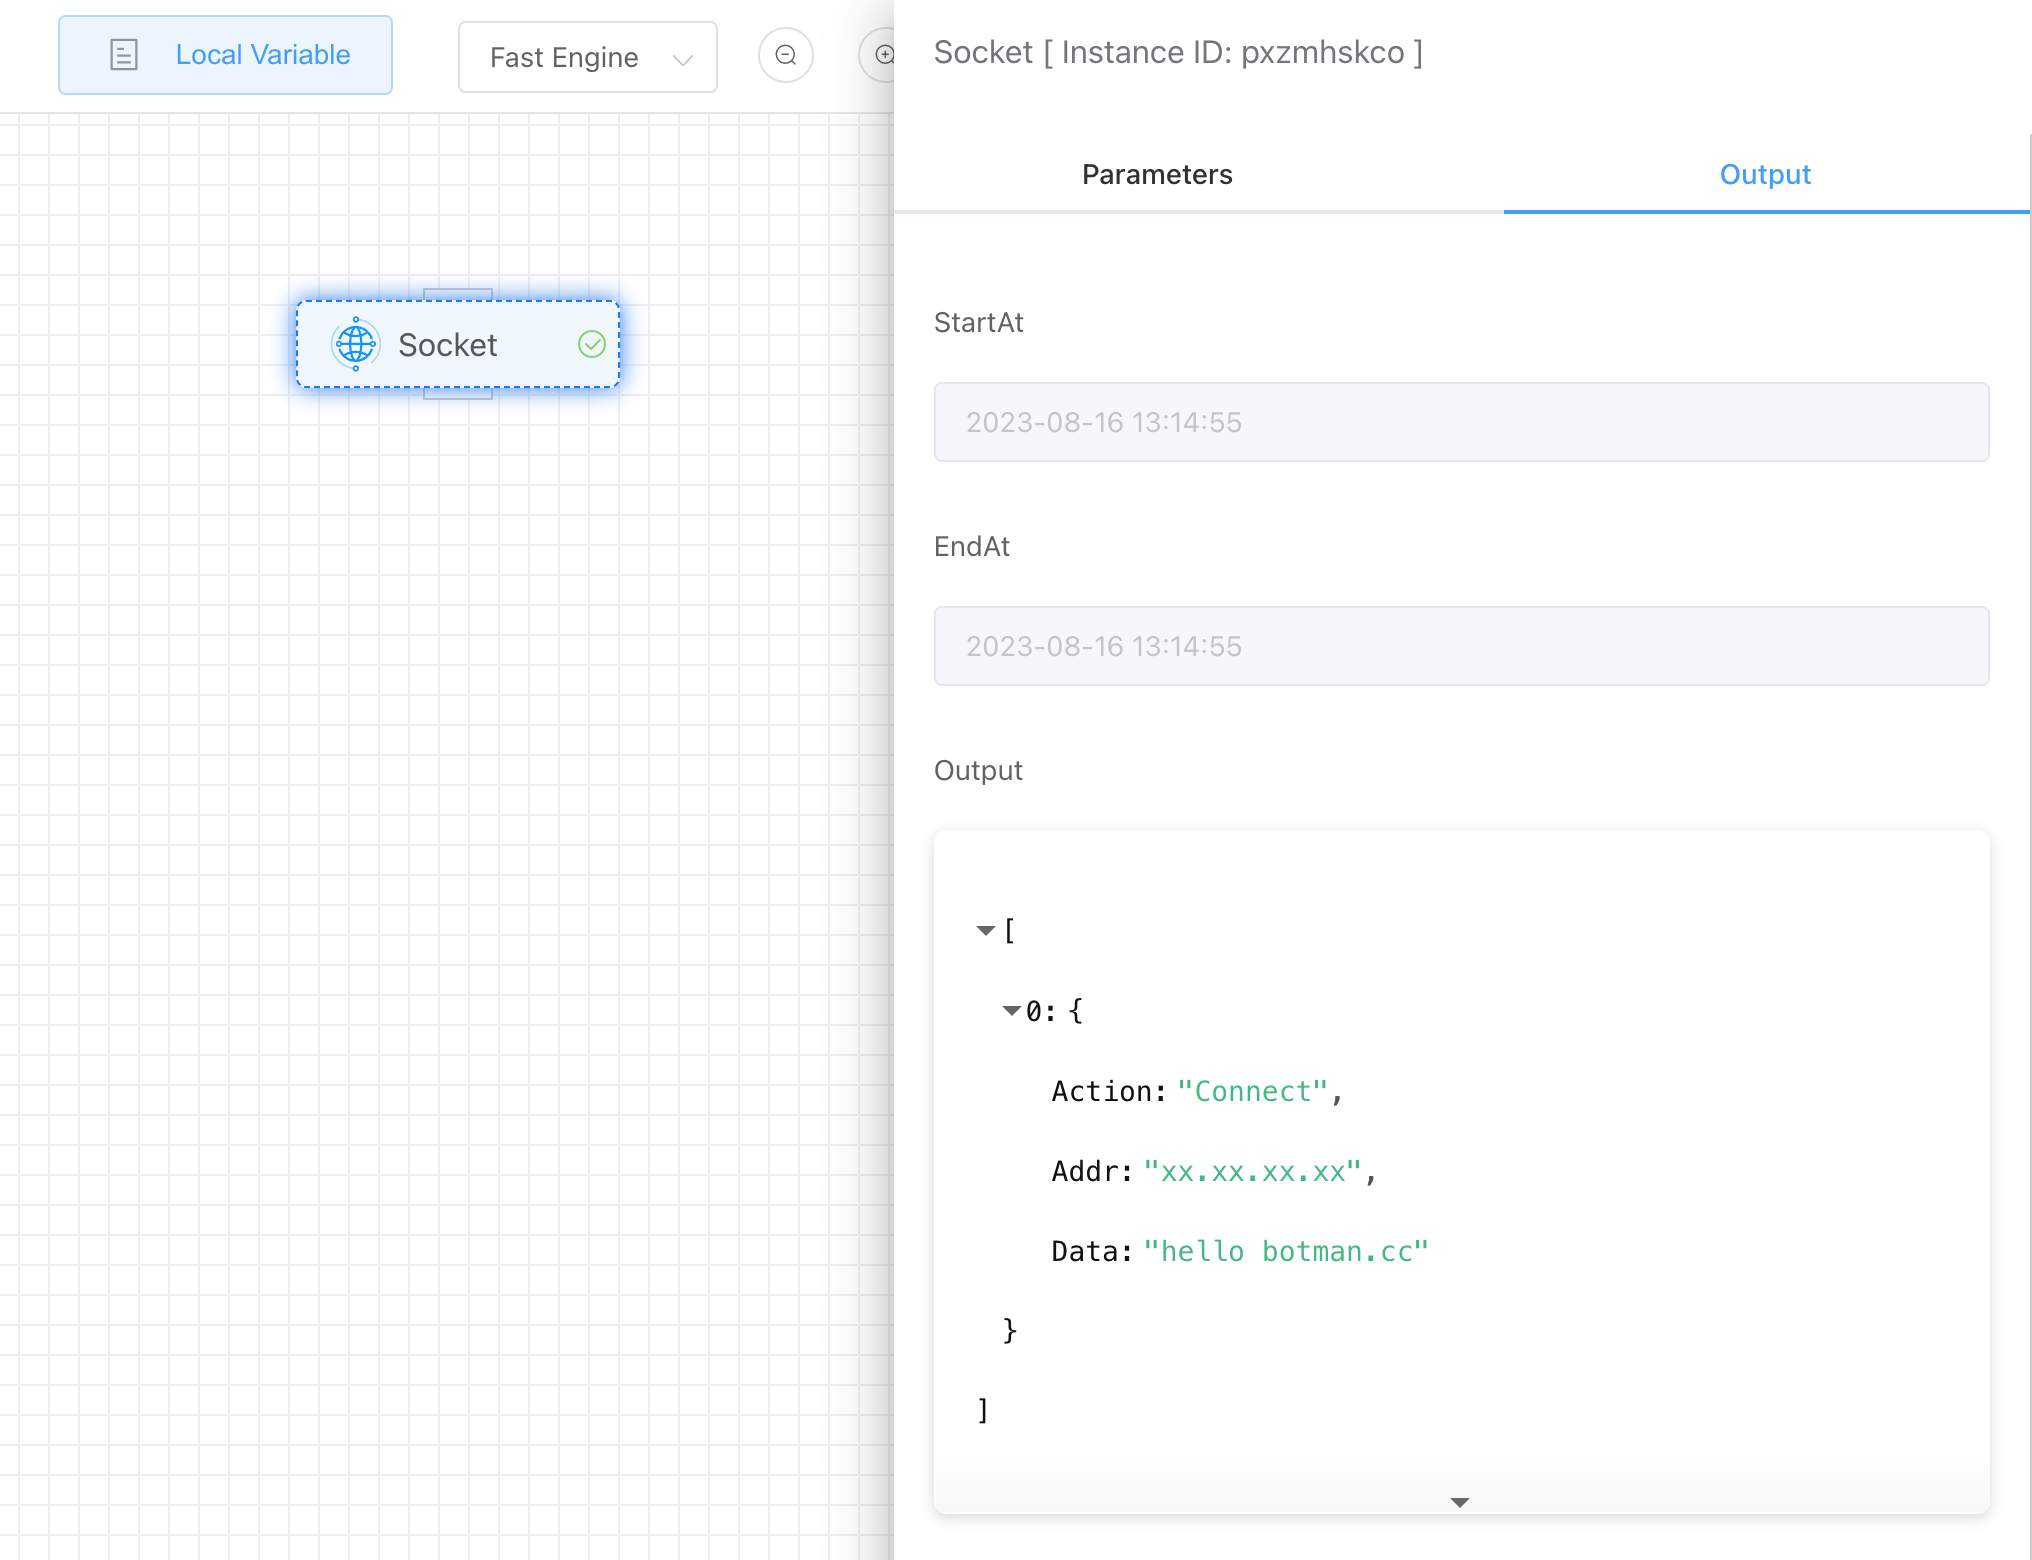 Local Variable
Fast Engine
Socket [ Instance ID: pxzmhskco ]
Parameters
Output
Socket
StartAt
2023-08-16 13:14:55
EndAt
2023-08-16 13:14:55
Output
[
0: {
Action: "Connect",
Addr: "xx.xx.xx.xx",
Data: "hello botman.cc"
}
]